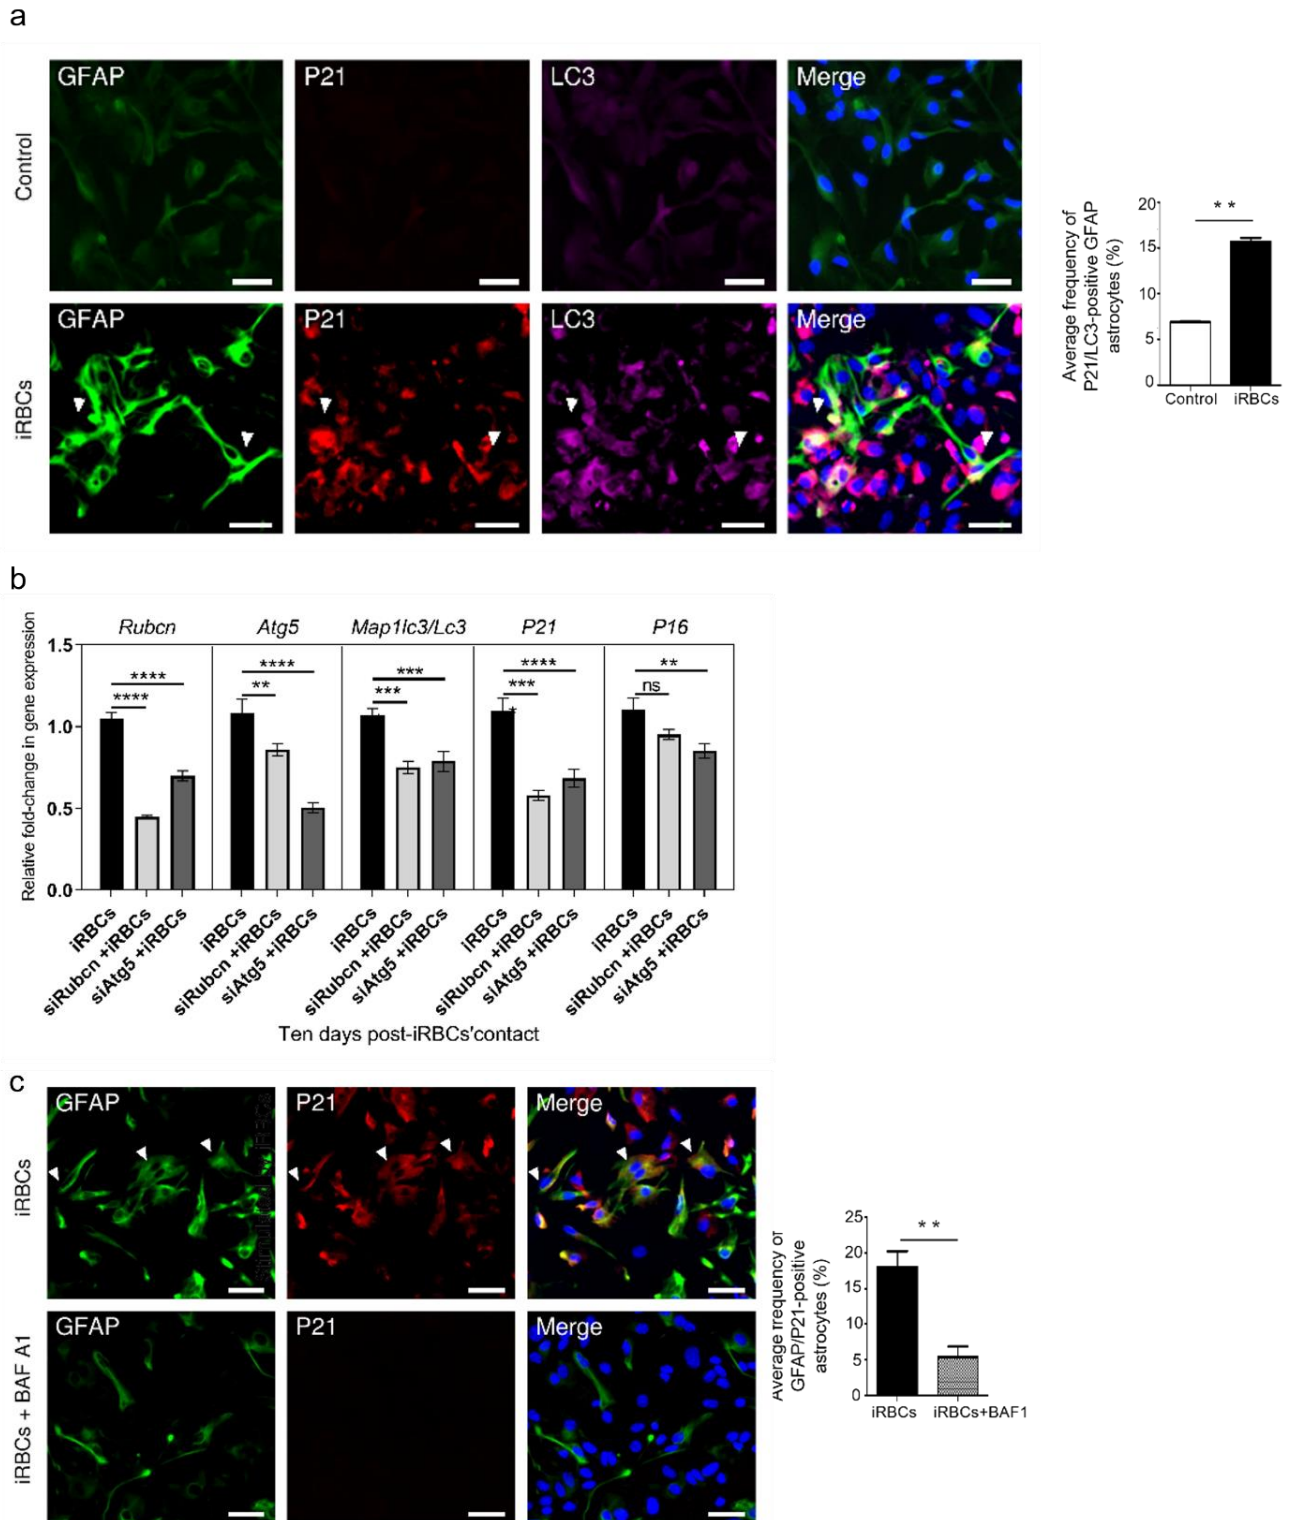 a
GFAP P21 LC3 Merge
Control
GFAP P21 LC3 Merge
iRBCs
Average frequency of
P21/LC3-positive GFAP
astrocytes (%)
20
15
10
5
0
* *
Control iRBCs
b
Relative fold-change in gene expression
Rubcn Atg5 Map1lc3/Lc3 P21 P16
1.5
1.0
0.5
0.0
**** **** *** **** **
**** ** *** *** ns
*
iRBCs siRubcn +iRBCs siAtg5 +iRBCs iRBCs siRubcn +iRBCs siAtg5 +iRBCs iRBCs siRubcn +iRBCs siAtg5 +iRBCs iRBCs siRubcn +iRBCs siAtg5 +iRBCs iRBCs siRubcn +iRBCs siAtg5 +iRBCs
Ten days post-iRBCs'contact
c
GFAP P21 Merge
iRBCs
GFAP P21 Merge
iRBCs + BAF A1
Average frequency of
GFAP/P21-positive
astrocytes (%)
25
20
15
10
5
0
* *
iRBCs iRBCs+BAF1